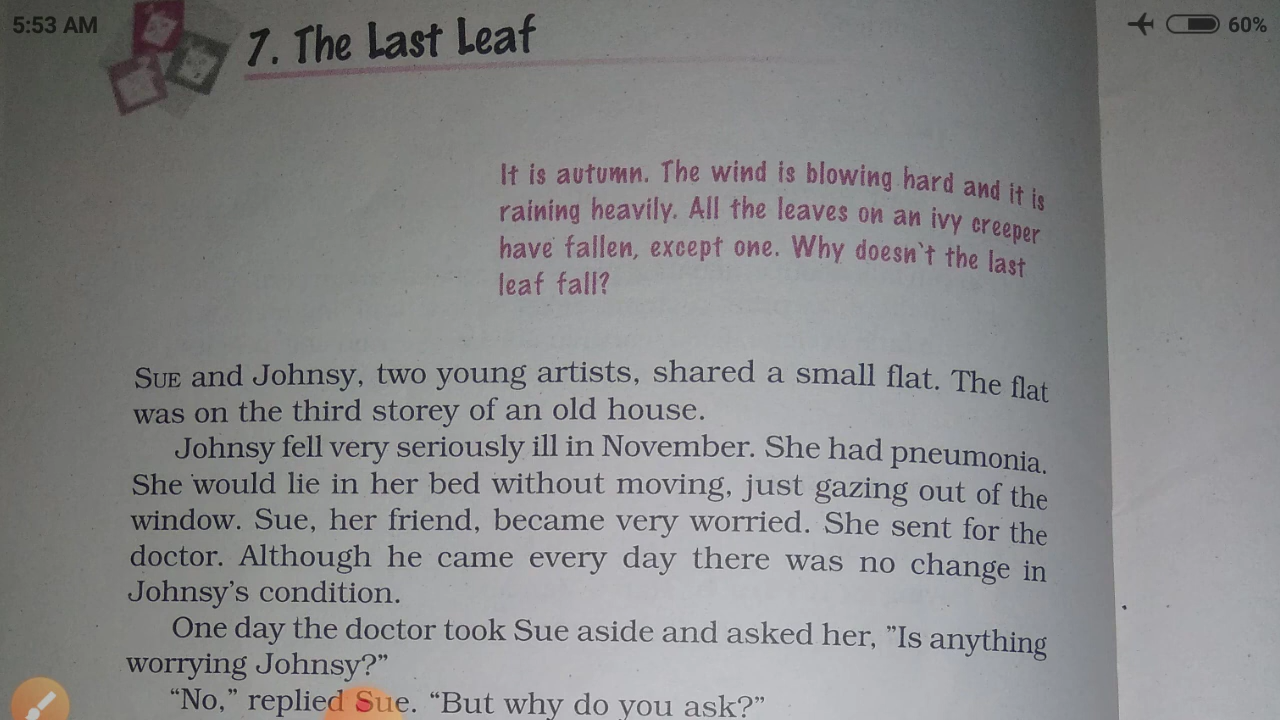 5:53 AM
60%
7. The Last Leaf
It is autumn. The wind is blowing hard and it is
raining heavily. All the leaves on an ivy creeper
have fallen, except one. Why doesn't the last
leaf fall?
SUE and Johnsy, two young artists, shared a small flat. The flat
was on the third storey of an old house.
Johnsy fell very seriously ill in November. She had pneumonia.
She would lie in her bed without moving, just gazing out of the
window. Sue, her friend, became very worried. She sent for the
doctor. Although he came every day there was no change in
Johnsy's condition.
One day the doctor took Sue aside and asked her, ”Is anything
worrying Johnsy?”
“No,” replied Sue. “But why do you ask?”